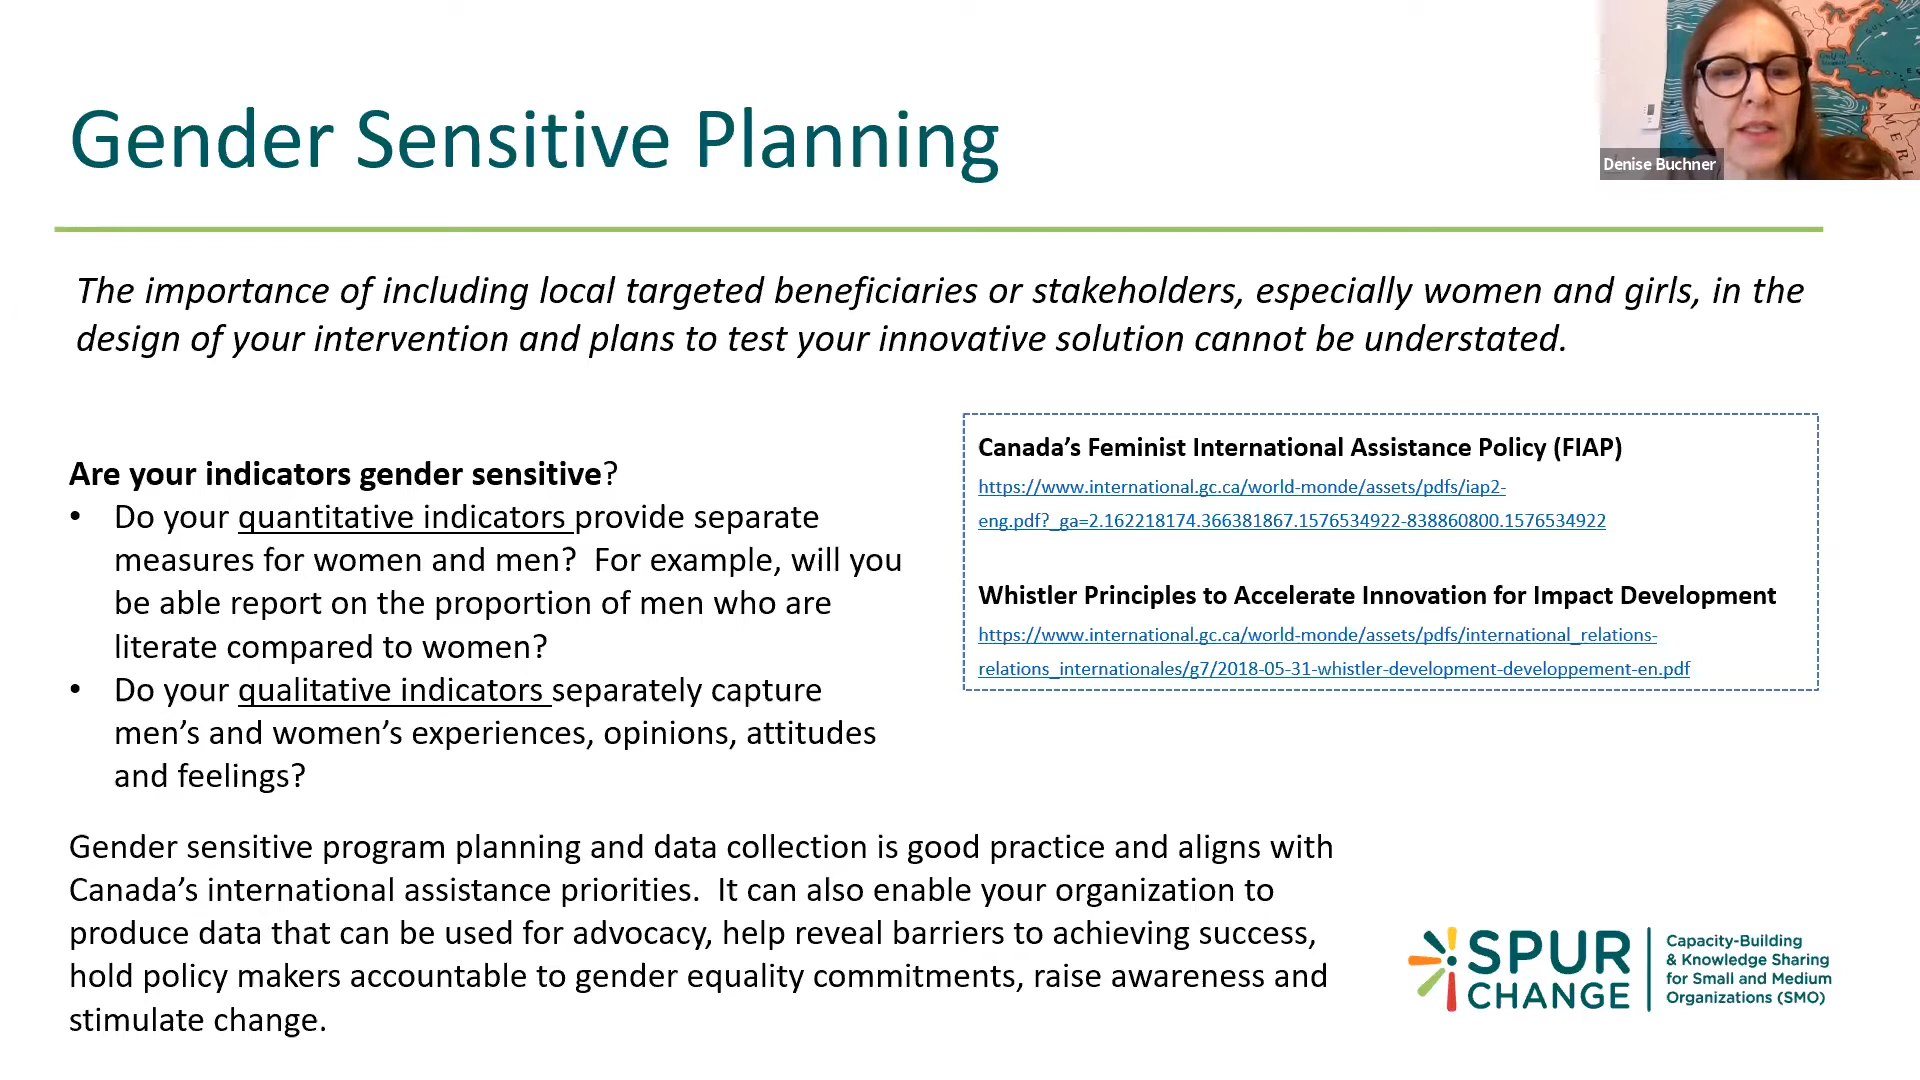 Gender Sensitive Planning
Denise Buchner
The importance of including local targeted beneficiaries or stakeholders, especially women and girls, in the
design of your intervention and plans to test your innovative solution cannot be understated.
Are your indicators gender sensitive?
• Do your quantitative indicators provide separate
measures for women and men?  For example, will you
be able report on the proportion of men who are
literate compared to women?
• Do your qualitative indicators separately capture
men’s and women’s experiences, opinions, attitudes
and feelings?
Canada’s Feminist International Assistance Policy (FIAP)
https://www.international.gc.ca/world-monde/assets/pdfs/iap2-
eng.pdf?_ga=2.162218174.366381867.1576534922-838860800.1576534922
Whistler Principles to Accelerate Innovation for Impact Development
https://www.international.gc.ca/world-monde/assets/pdfs/international_relations-
relations_internationales/g7/2018-05-31-whistler-development-developpement-en.pdf
Gender sensitive program planning and data collection is good practice and aligns with
Canada’s international assistance priorities.  It can also enable your organization to
produce data that can be used for advocacy, help reveal barriers to achieving success,
hold policy makers accountable to gender equality commitments, raise awareness and
stimulate change.
SPUR
CHANGE
Capacity-Building
& Knowledge Sharing
for Small and Medium
Organizations (SMO)